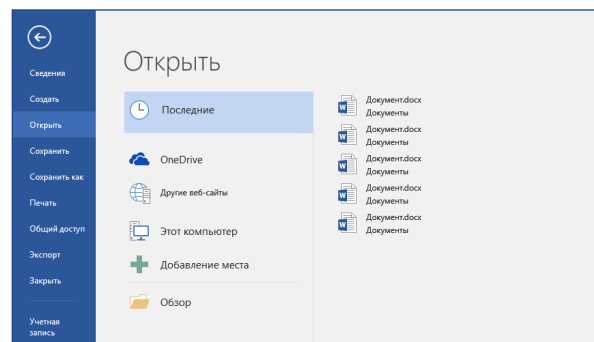 Открыть
Сведения
Создать
Открыть
Сохранить
Сохранить как
Печать
Общий доступ
Экспорт
Закрыть
Учетная
запись
Последние
OneDrive
Другие веб-сайты
Этот компьютер
Добавление места
Обзор
Документ.docx
Документы
Документ.docx
Документы
Документ.docx
Документы
Документ.docx
Документы
Документ.docx
Документы